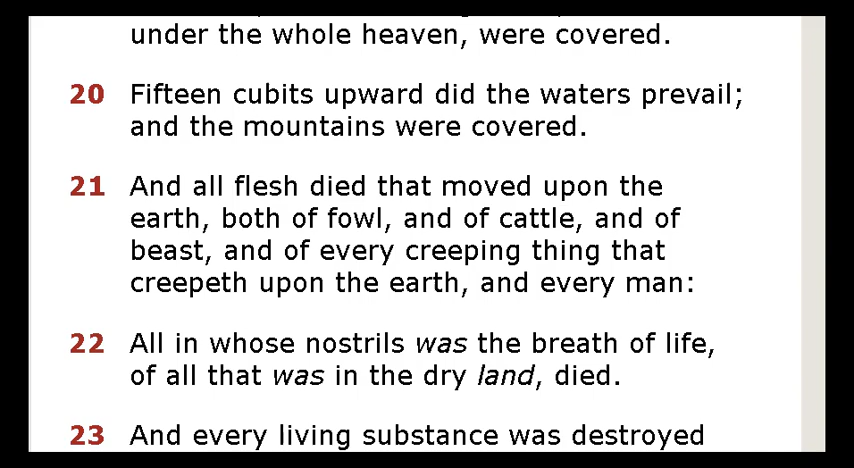 under the whole heaven, were covered.
20 Fifteen cubits upward did the waters prevail;
and the mountains were covered.
21 And all flesh died that moved upon the
earth, both of fowl, and of cattle, and of
beast, and of every creeping thing that
creepeth upon the earth, and every man:
22 All in whose nostrils was the breath of life,
of all that was in the dry land, died.
23 And every living substance was destroyed